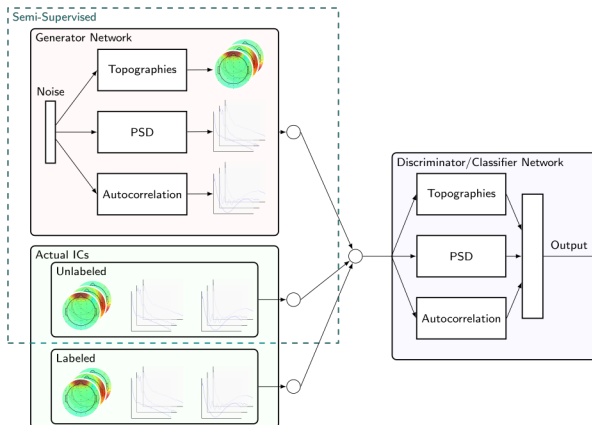 Semi-Supervised
Generator Network
Topographies
Noise
PSD
Autocorrelation
Actual ICs
Unlabeled
Labeled
Discriminator/Classifier Network
Topographies
PSD
Autocorrelation
Output